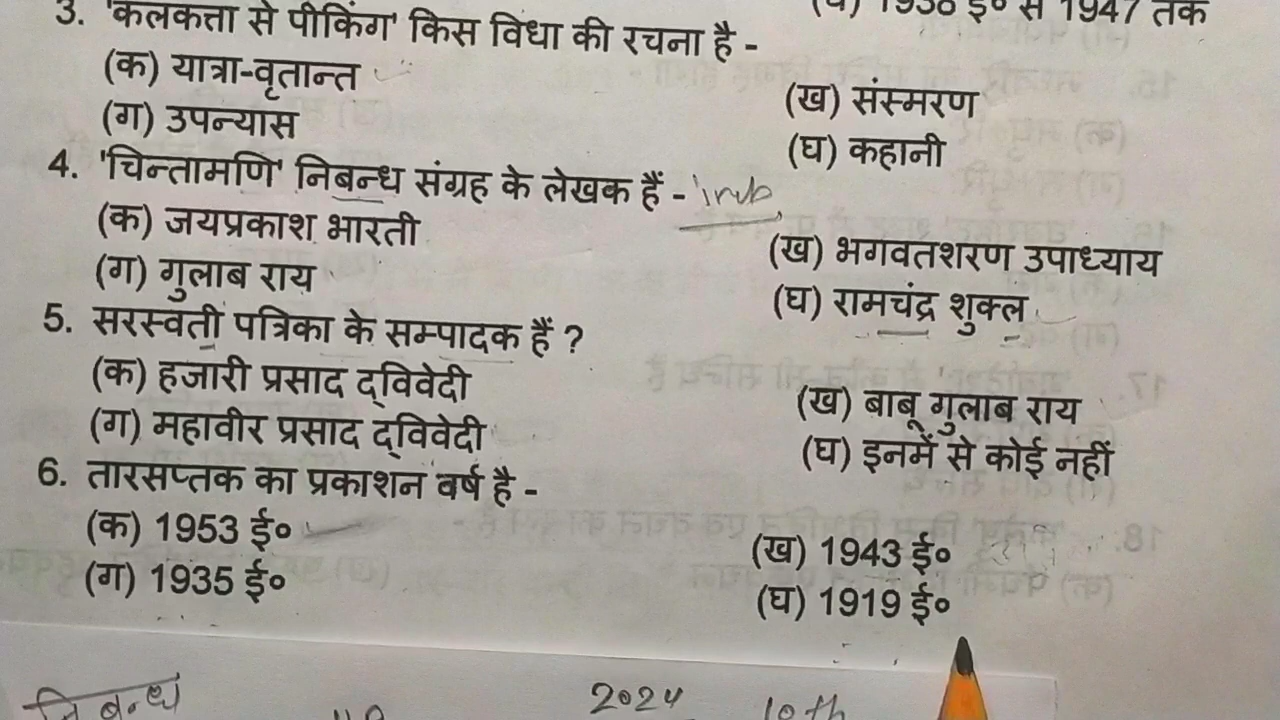 (घ) 1938 ई० से 1947 तक
3. 'कलकत्ता से पीकिंग' किस विधा की रचना है -
(क) यात्रा-वृतान्त
(ख) संस्मरण
(ग) उपन्यास
(घ) कहानी
4. 'चिन्तामणि' निबन्ध संग्रह के लेखक हैं -
(क) जयप्रकाश भारती
(ख) भगवतशरण उपाध्याय
(ग) गुलाब राय
(घ) रामचंद्र शुक्ल
5. सरस्वती पत्रिका के सम्पादक हैं ?
(क) हजारी प्रसाद द्विवेदी
(ख) बाबू गुलाब राय
(ग) महावीर प्रसाद द्विवेदी
(घ) इनमें से कोई नहीं
6. तारसप्तक का प्रकाशन वर्ष है -
(क) 1953 ई०
(ख) 1943 ई०
(ग) 1935 ई०
(घ) 1919 ई०
निबन्ध 2024 10th